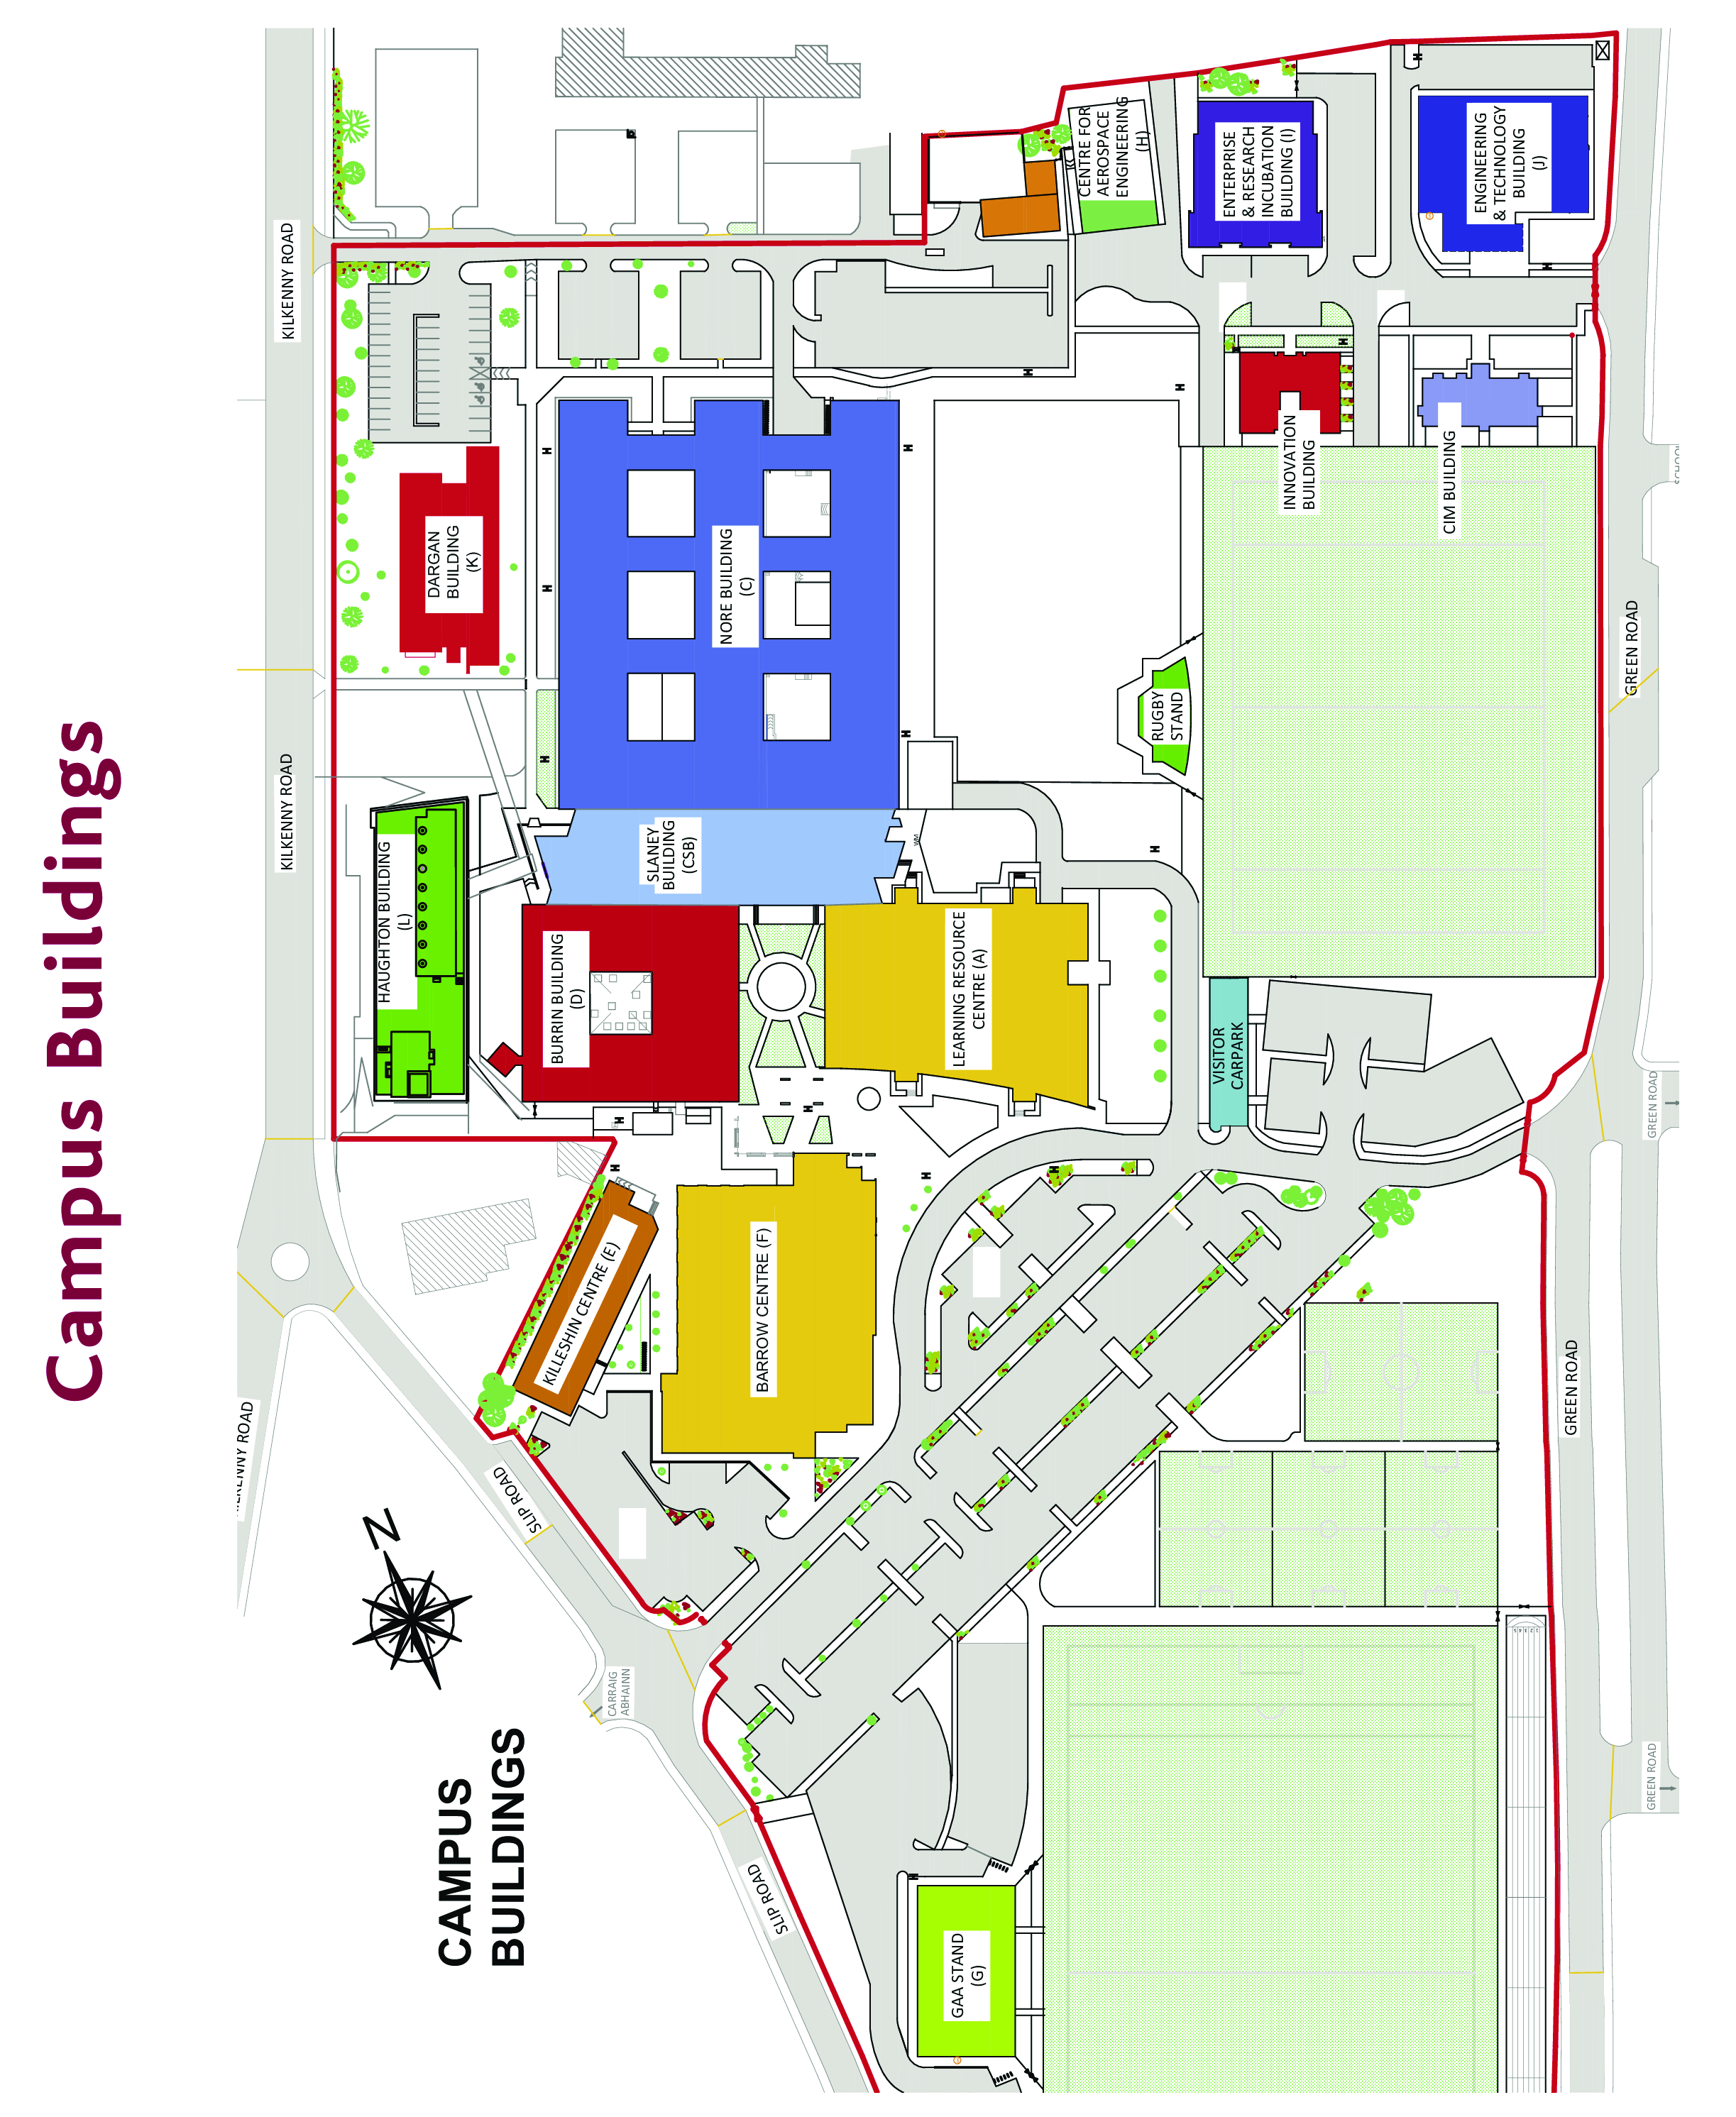 Campus Buildings
CAMPUS
BUILDINGS
N
KILKENNY ROAD
KILKENNY ROAD
SLIP ROAD
SLIP ROAD
CARRAIG
ABHAINN
HAUGHTON BUILDING
(L)
DARGAN
BUILDING
(K)
KILLESHIN CENTRE (E)
BURRIN BUILDING
(D)
SLANEY
BUILDING
(CSB)
NORE BUILDING
(C)
BARROW CENTRE (F)
LEARNING RESOURCE
CENTRE (A)
GAA STAND
(G)
CENTRE FOR
AEROSPACE
ENGINEERING
(H)
RUGBY
STAND
VISITOR
CARPARK
ENTERPRISE
& RESEARCH
INCUBATION
BUILDING (I)
INNOVATION
BUILDING
CIM BUILDING
ENGINEERING
& TECHNOLOGY
BUILDING
(J)
GREEN ROAD
GREEN ROAD
GREEN ROAD
GREEN ROAD